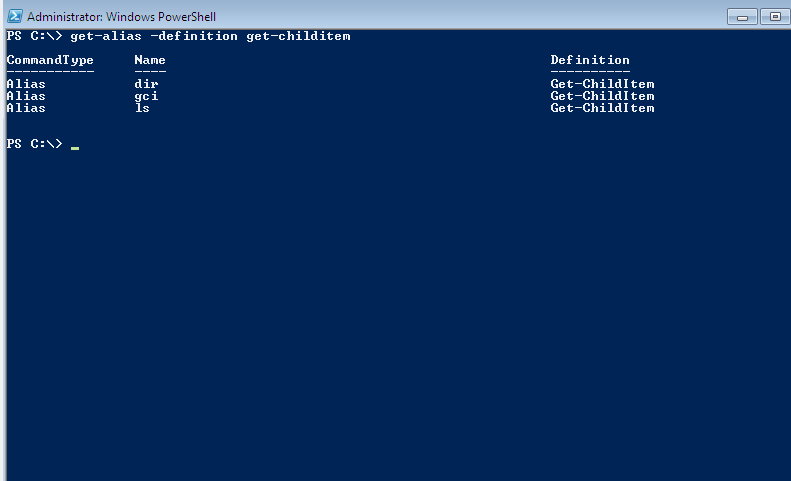 Administrator: Windows PowerShell
PS C:\> get-alias -definition get-childitem
CommandType Name Definition
----------- ---- ----------
Alias dir Get-ChildItem
Alias gci Get-ChildItem
Alias ls Get-ChildItem
PS C:\> _